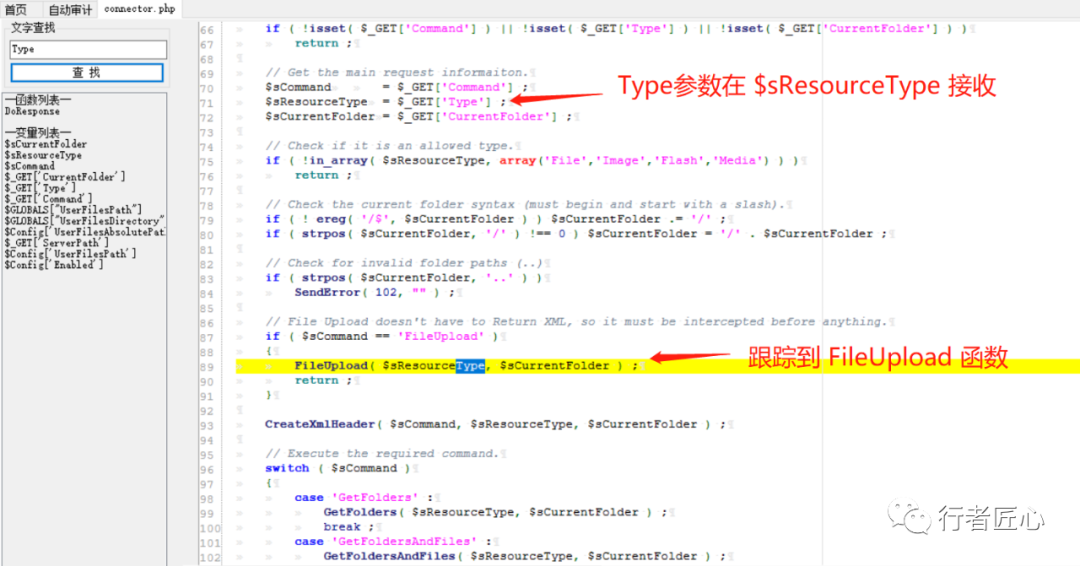 首页 自动审计 connector.php
文字查找
Type
查 找
—函数列表—
DoResponse
—变量列表—
$sCurrentFolder
$sResourceType
$sCommand
$_GET['CurrentFolder']
$_GET['Type']
$_GET['Command']
$GLOBALS["UserFilesPath"]
$GLOBALS["UserFilesDirectory"
$Config['UserFilesAbsolutePat
$_GET['ServerPath']
$Config['UserFilesPath']
$Config['Enabled']
66 if ( !isset( $_GET['Command'] ) || !isset( $_GET['Type'] ) || !isset( $_GET['CurrentFolder'] ) )
67 return ;
68
69 // Get the main request informaiton.
70 $sCommand = $_GET['Command'] ;
71 $sResourceType = $_GET['Type'] ;
72 $sCurrentFolder = $_GET['CurrentFolder'] ;
73
74 // Check if it is an allowed type.
75 if ( !in_array( $sResourceType, array('File','Image','Flash','Media') ) )
76 return ;
77
78 // Check the current folder syntax (must begin and start with a slash).
79 if ( ! ereg( '/$', $sCurrentFolder ) ) $sCurrentFolder .= '/' ;
80 if ( strpos( $sCurrentFolder, '/' ) !== 0 ) $sCurrentFolder = '/' . $sCurrentFolder ;
81
82 // Check for invalid folder paths (..)
83 if ( strpos( $sCurrentFolder, '..' ) )
84 SendError( 102, "" ) ;
85
86 // File Upload doesn't have to Return XML, so it must be intercepted before anything.
87 if ( $sCommand == 'FileUpload' )
88 {
89 FileUpload( $sResourceType, $sCurrentFolder ) ;
90 return ;
91 }
92
93 CreateXmlHeader( $sCommand, $sResourceType, $sCurrentFolder ) ;
94
95 // Execute the required command.
96 switch ( $sCommand )
97 {
98 case 'GetFolders' :
99 GetFolders( $sResourceType, $sCurrentFolder ) ;
100 break ;
101 case 'GetFoldersAndFiles' :
102 GetFoldersAndFiles( $sResourceType, $sCurrentFolder ) ;
Type参数在 $sResourceType 接收
跟踪到 FileUpload 函数
行者匠心